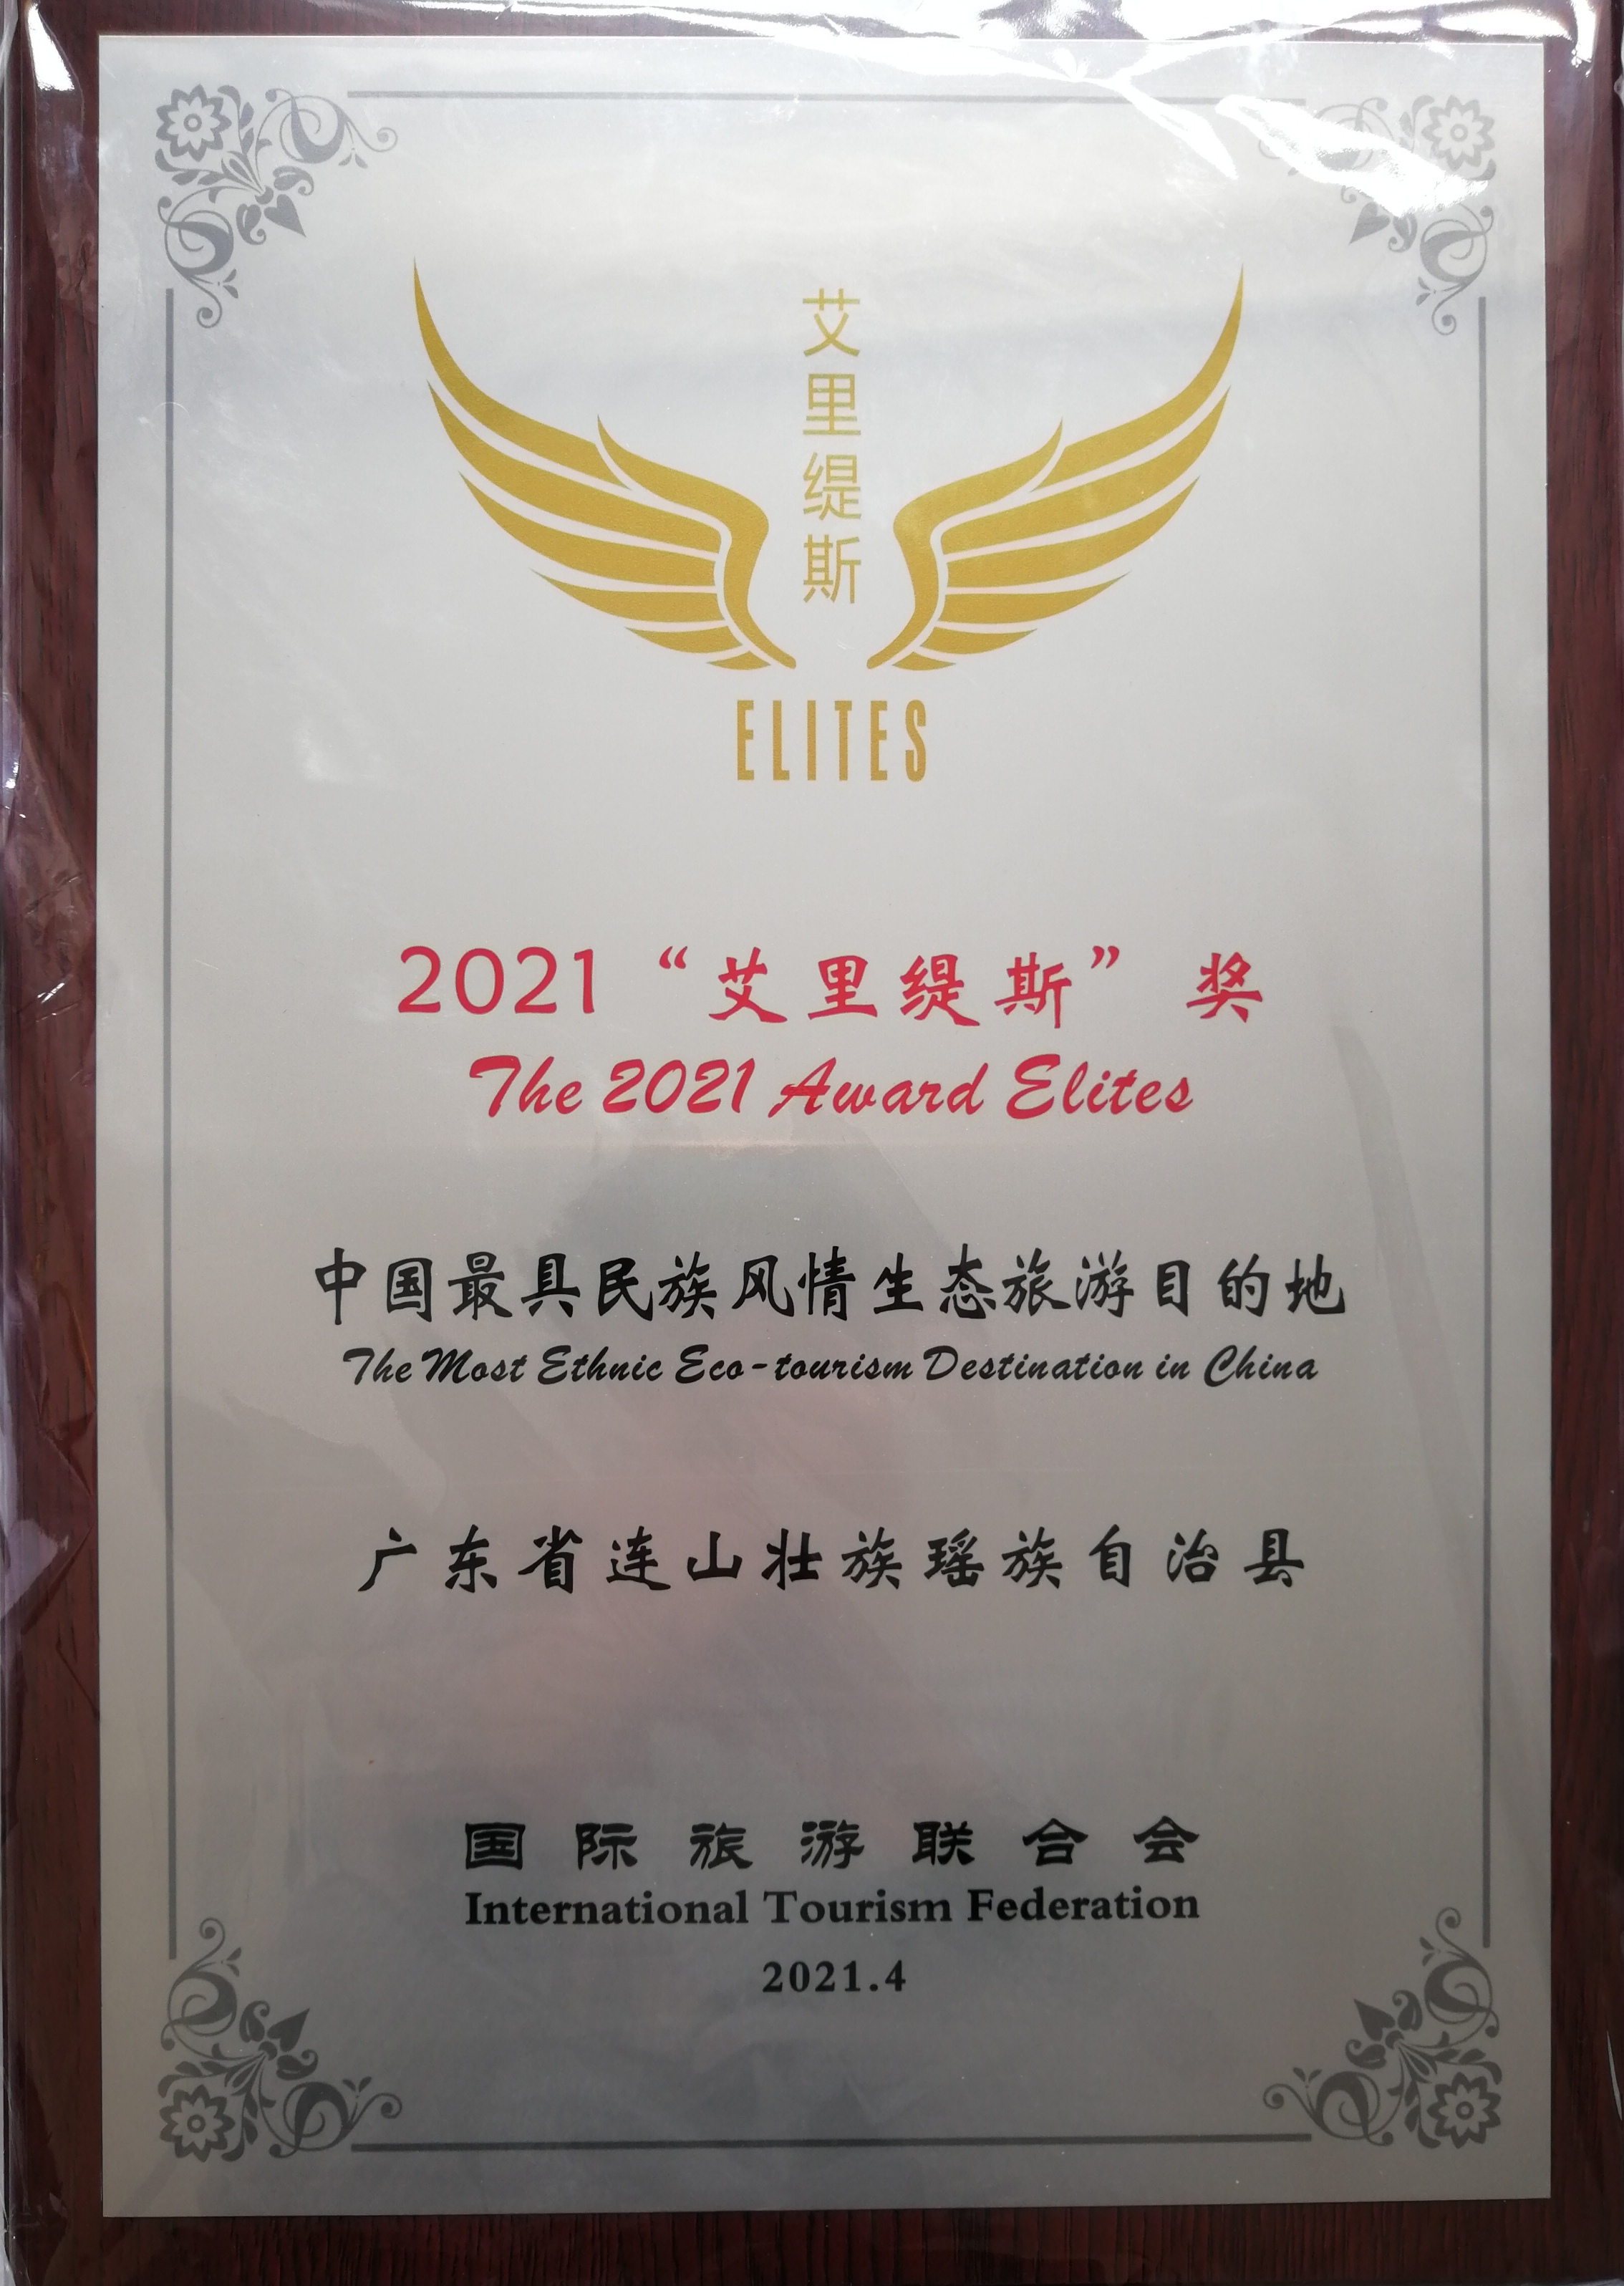 艾里缇斯
ELITES
2021“艾里缇斯”奖
The 2021 Award Elites
中国最具民族风情生态旅游目的地
The Most Ethnic Eco-tourism Destination in China
广东省连山壮族瑶族自治县
国际旅游联合会
International Tourism Federation
2021.4